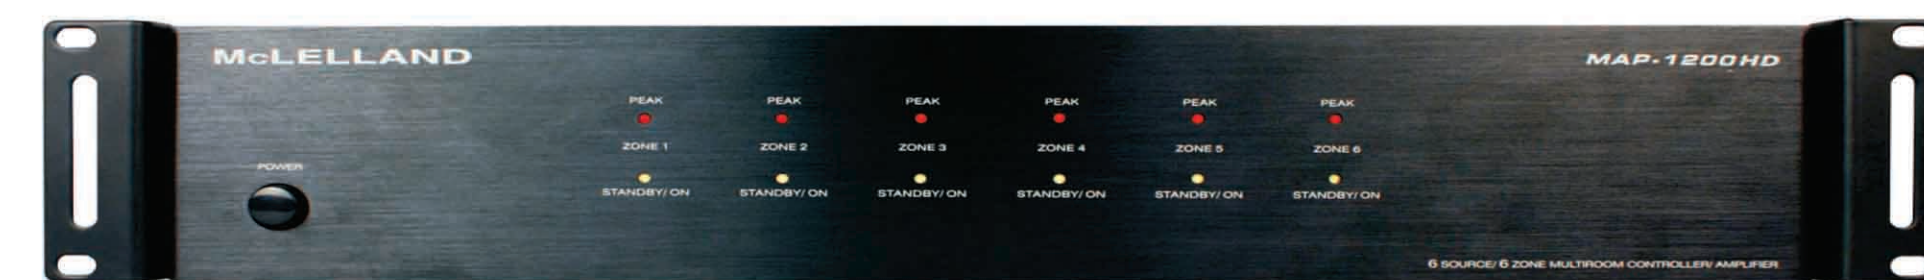 McLELLAND
MAP-1200HD
PEAK PEAK PEAK PEAK PEAK PEAK
ZONE 1 ZONE 2 ZONE 3 ZONE 4 ZONE 5 ZONE 6
POWER
STANDBY/ ON STANDBY/ ON STANDBY/ ON STANDBY/ ON STANDBY/ ON STANDBY/ ON
6 SOURCE/ 6 ZONE MULTIROOM CONTROLLER/ AMPLIFIER